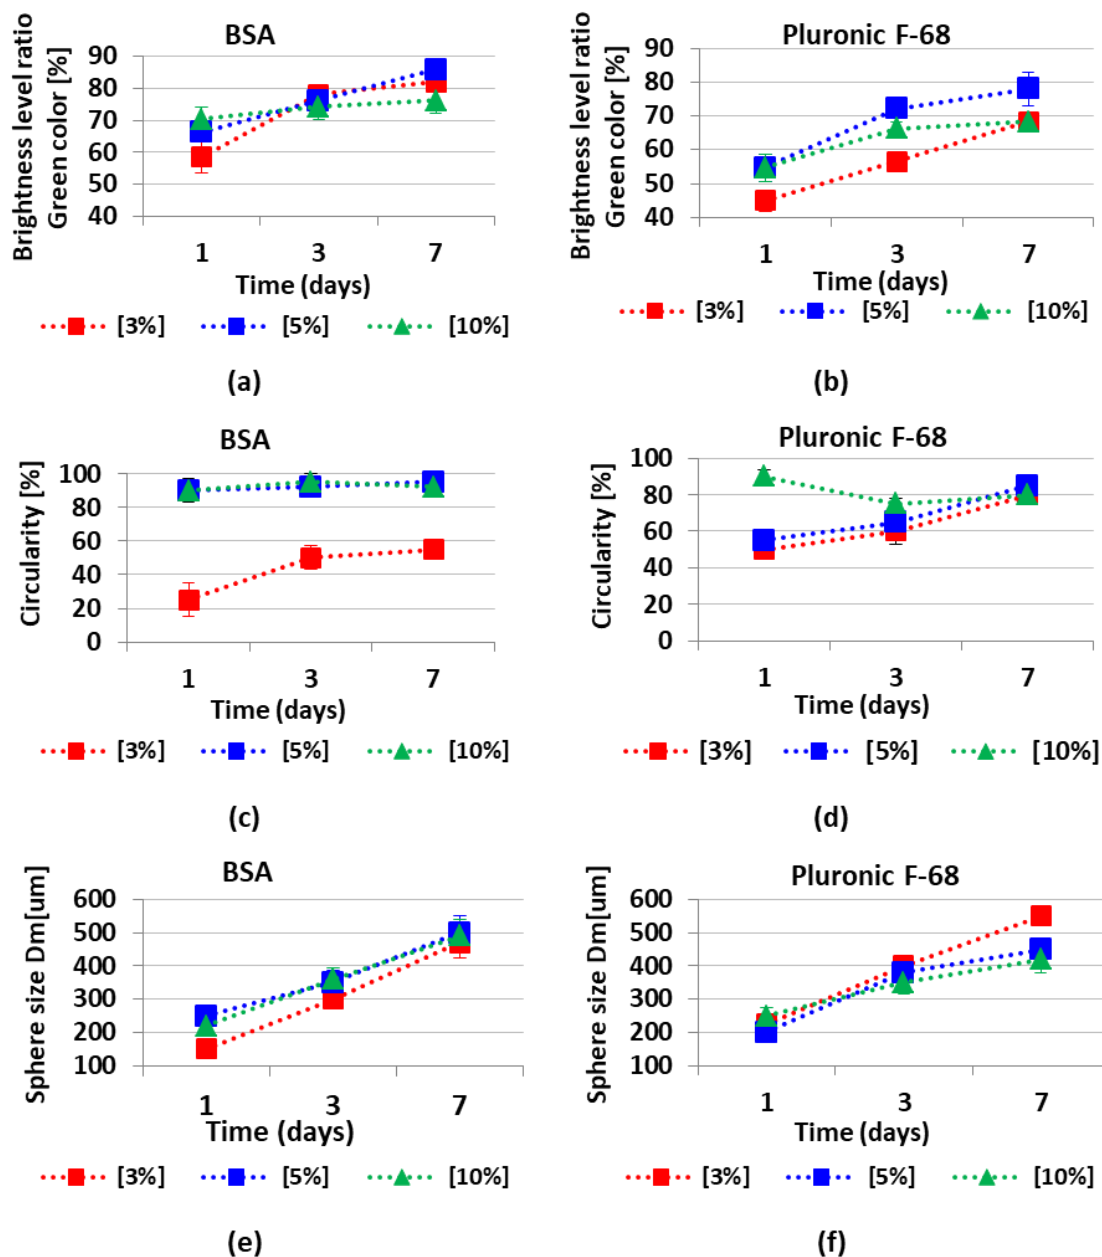 BSA
Brightness level ratio
Green color [%]
90
80
70
60
50
40
1 3 7
Time (days)
[3%] [5%] [10%]
(a)
Pluronic F-68
Brightness level ratio
Green color [%]
90
80
70
60
50
40
1 3 7
Time (days)
[3%] [5%] [10%]
(b)
BSA
Circularity [%]
100
80
60
40
20
0
1 3 7
Time (days)
[3%] [5%] [10%]
(c)
Pluronic F-68
Circularity [%]
100
80
60
40
20
0
1 3 7
Time (days)
[3%] [5%] [10%]
(d)
BSA
Sphere size Dm[um]
600
500
400
300
200
100
1 3 7
Time (days)
[3%] [5%] [10%]
(e)
Pluronic F-68
Sphere size Dm[um]
600
500
400
300
200
100
1 3 7
Time (days)
[3%] [5%] [10%]
(f)